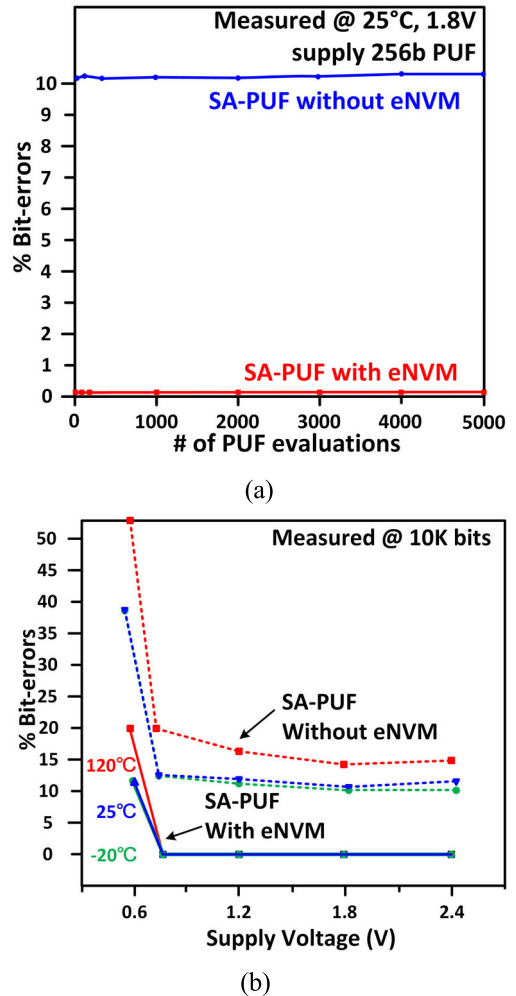 Measured @ 25°C, 1.8V
supply 256b PUF
SA-PUF without eNVM
SA-PUF with eNVM
% Bit-errors
10
9
8
7
6
5
4
3
2
1
0
0 1000 2000 3000 4000 5000
# of PUF evaluations
(a)
Measured @ 10K bits
SA-PUF
Without eNVM
SA-PUF
With eNVM
120℃
25℃
-20℃
% Bit-errors
50
45
40
35
30
25
20
15
10
5
0
0.6 1.2 1.8 2.4
Supply Voltage (V)
(b)